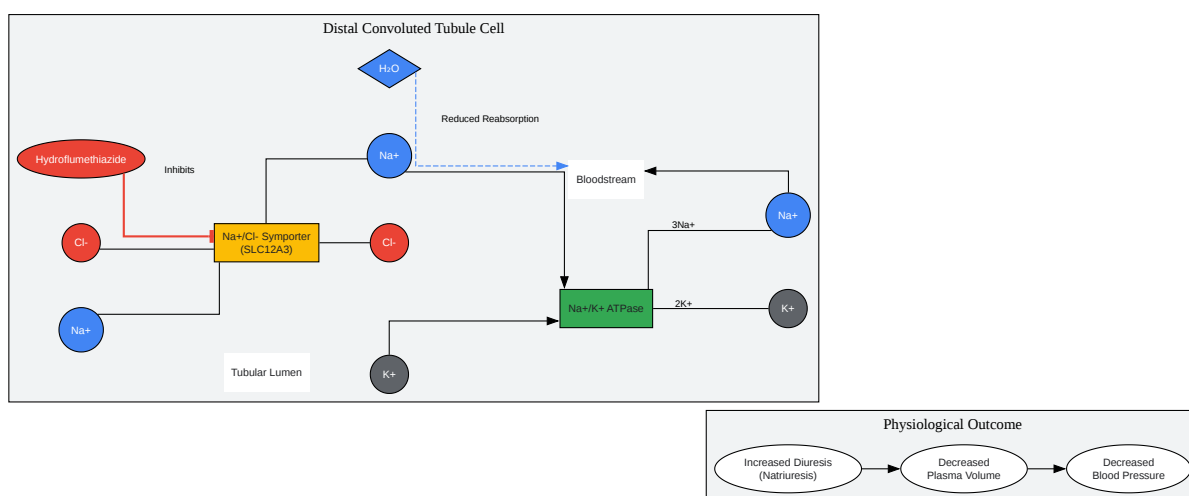 Distal Convoluted Tubule Cell
H₂O
Reduced Reabsorption
Hydroflumethiazide
Inhibits
Na+
Bloodstream
Na+
3Na+
Cl-
Na+/Cl- Symporter
(SLC12A3)
Cl-
Na+
Na+/K+ ATPase
2K+
K+
Tubular Lumen
K+
Physiological Outcome
Increased Diuresis
(Natriuresis)
Decreased
Plasma Volume
Decreased
Blood Pressure